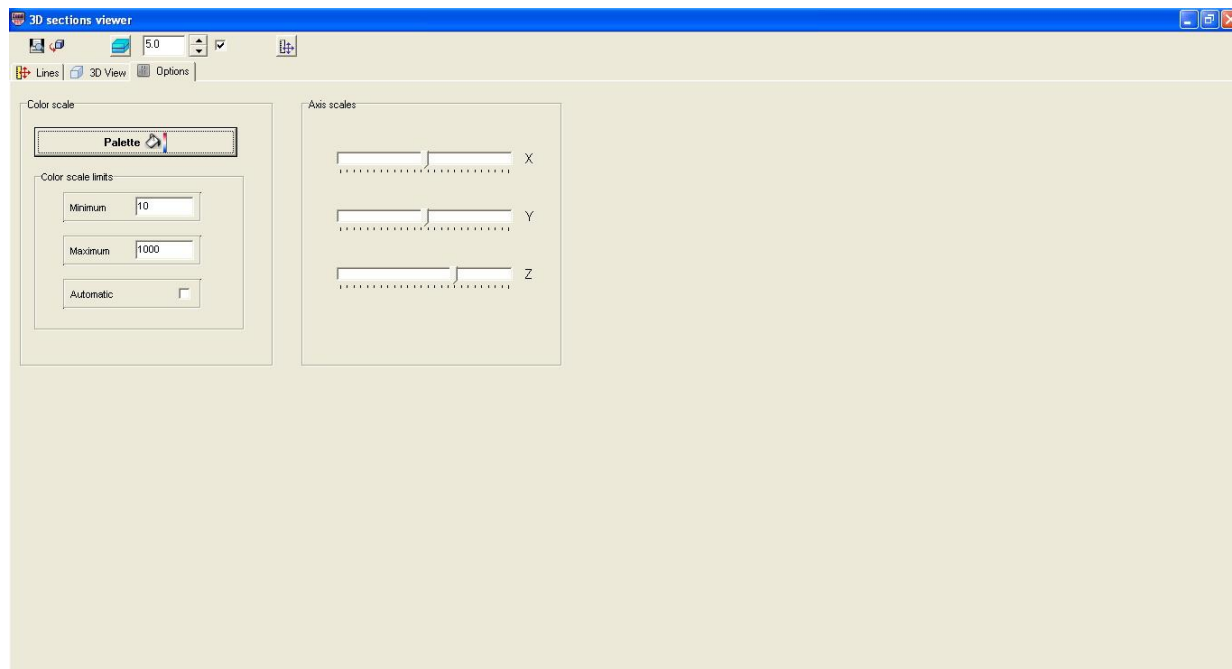 3D sections viewer
5.0
Lines 3D View Options
Color scale
Palette
Color scale limits
Minimum 10
Maximum 1000
Automatic
Axis scales
X
Y
Z